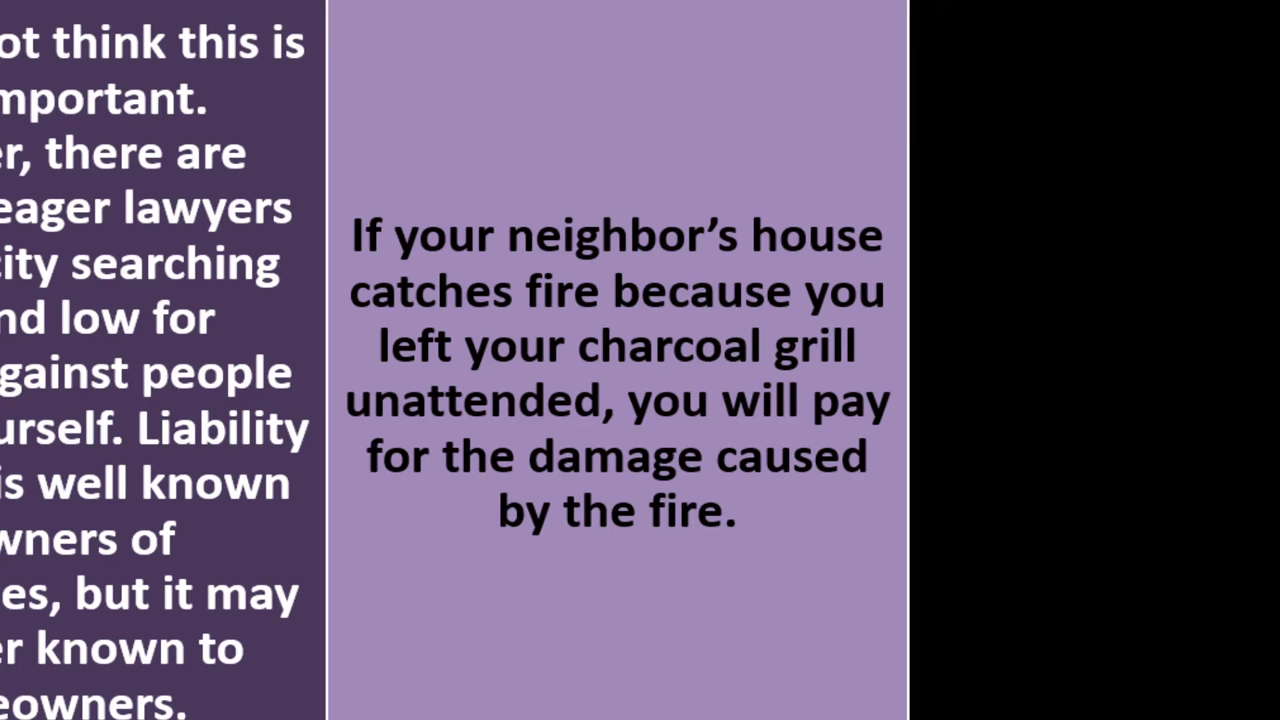 ot think this is
mportant.
er, there are
eager lawyers
city searching
nd low for
gainst people
urself. Liability
is well known
wners of
es, but it may
er known to
eowners.
If your neighbor’s house
catches fire because you
left your charcoal grill
unattended, you will pay
for the damage caused
by the fire.